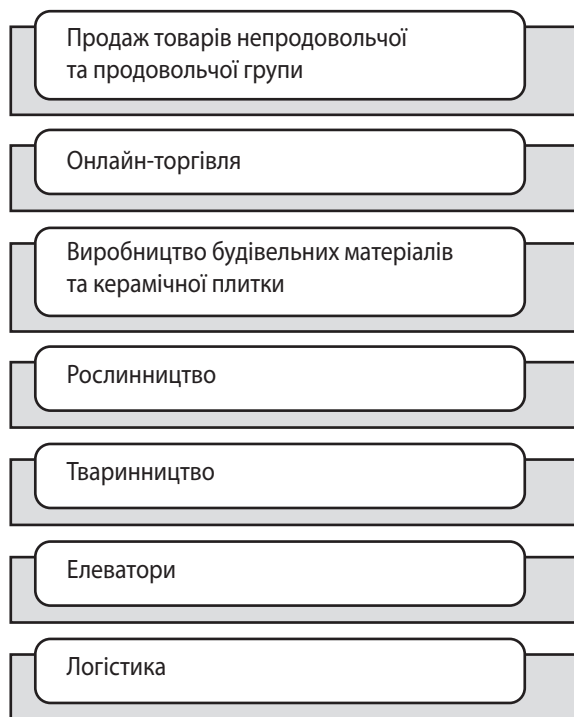 Продаж товарів непродовольчої
та продовольчої групи
Онлайн-торгівля
Виробництво будівельних матеріалів
та керамічної плитки
Рослинництво
Тваринництво
Елеватори
Логістика